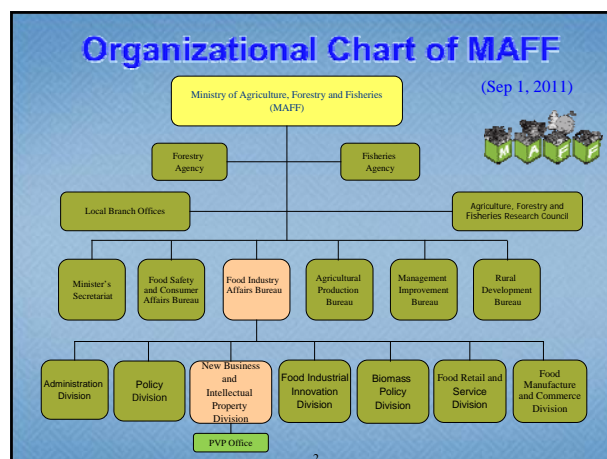 Organizational Chart of MAFF
(Sep 1, 2011)
Ministry of Agriculture, Forestry and Fisheries
(MAFF)
M A F F
Forestry
Agency
Fisheries
Agency
Local Branch Offices
Agriculture, Forestry and
Fisheries Research Council
Minister's
Secretariat
Food Safety
and Consumer
Affairs Bureau
Food Industry
Affairs Bureau
Agricultural
Production
Bureau
Management
Improvement
Bureau
Rural
Development
Bureau
Administration
Division
Policy
Division
New Business
and
Intellectual
Property
Division
Food Industrial
Innovation
Division
Biomass
Policy
Division
Food Retail and
Service
Division
Food
Manufacture
and Commerce
Division
PVP Office
2